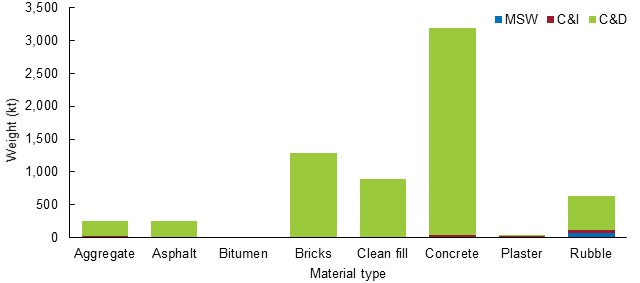 MSW C&I C&D
3,500
3,000
2,500
2,000
1,500
1,000
500
0
Weight (kt)
Aggregate Asphalt Bitumen Bricks Clean fill Concrete Plaster Rubble
Material type